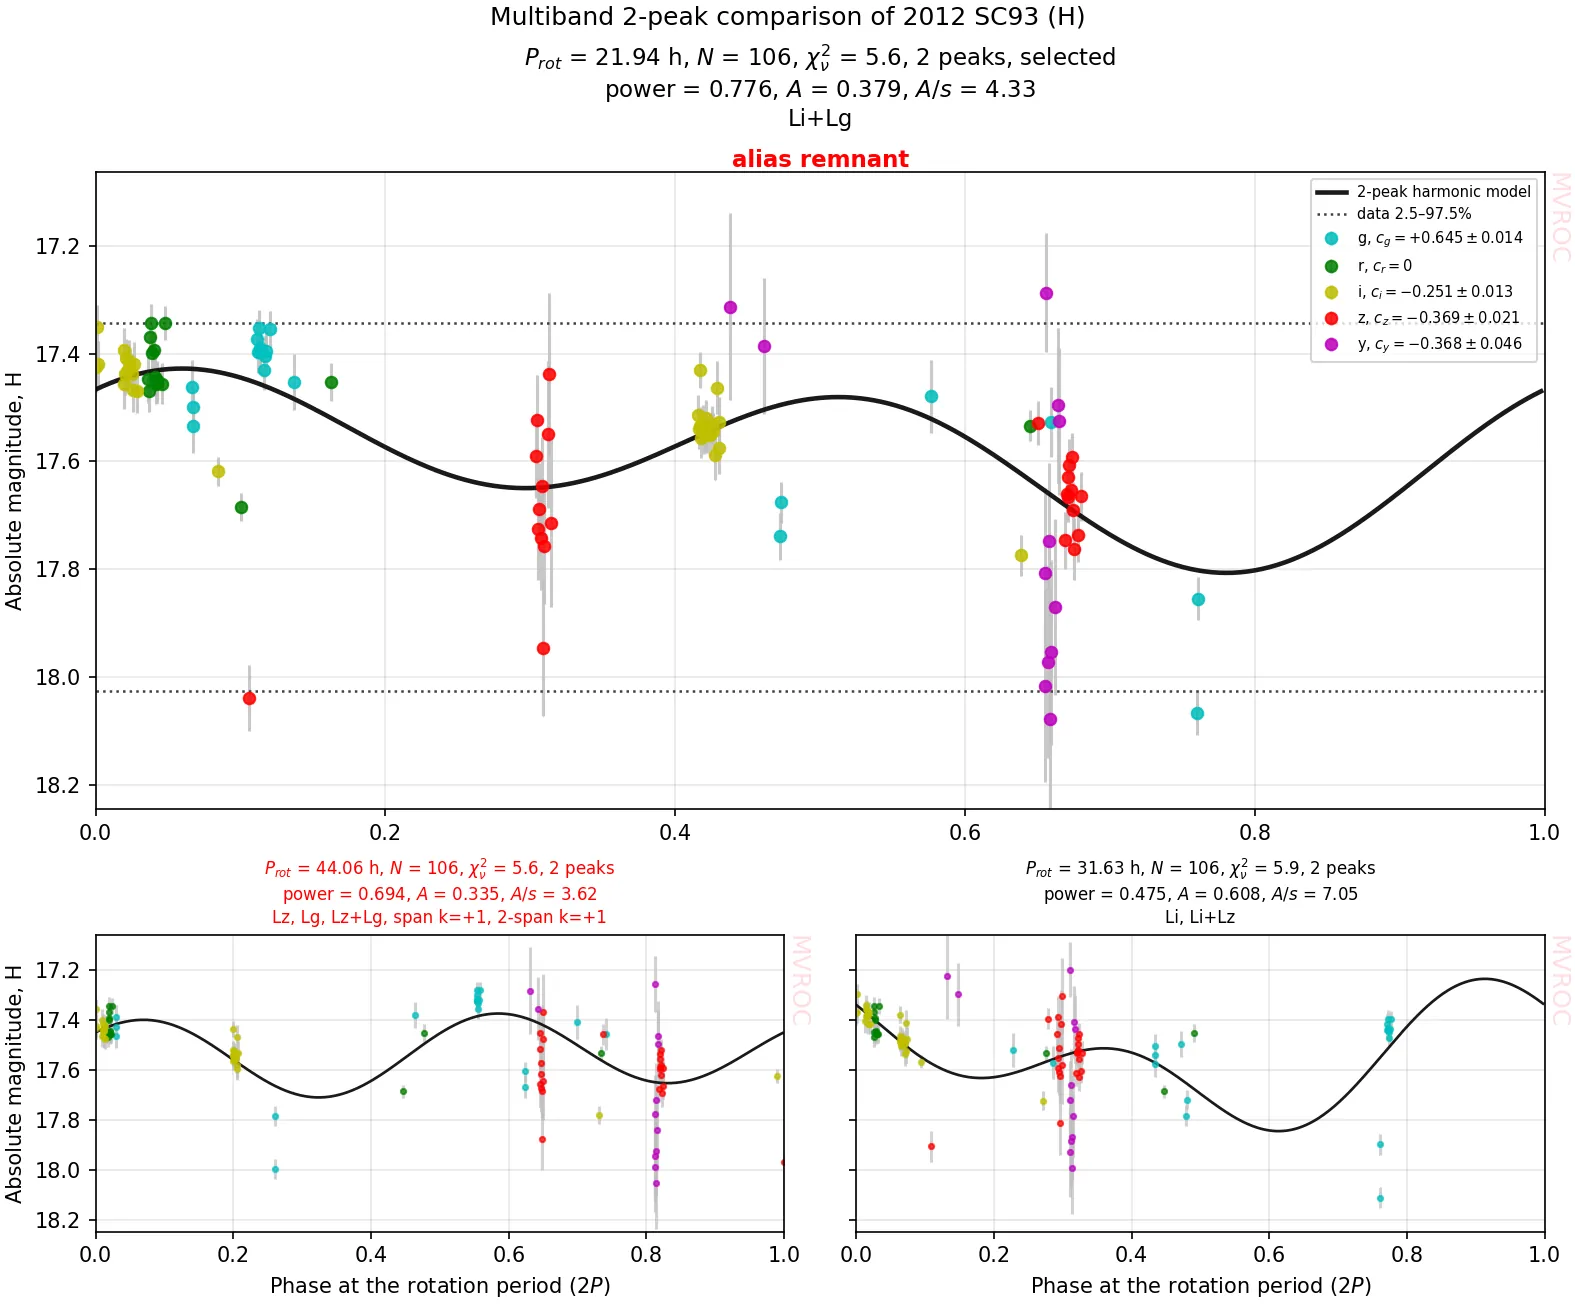 Multiband 2-peak comparison of 2012 SC93 (H)
P_rot = 21.94 h, N = 106, χ²_ν = 5.6, 2 peaks, selected
power = 0.776, A = 0.379, A/s = 4.33
Li+Lg
alias remnant
MVROC
2-peak harmonic model
data 2.5–97.5%
g, c_g = +0.645 ± 0.014
r, c_r = 0
i, c_i = −0.251 ± 0.013
z, c_z = −0.369 ± 0.021
y, c_y = −0.368 ± 0.046
Absolute magnitude, H
17.2
17.4
17.6
17.8
18.0
18.2
0.0 0.2 0.4 0.6 0.8 1.0
P_rot = 44.06 h, N = 106, χ²_ν = 5.6, 2 peaks
power = 0.694, A = 0.335, A/s = 3.62
Lz, Lg, Lz+Lg, span k=+1, 2-span k=+1
MVROC
Absolute magnitude, H
17.2
17.4
17.6
17.8
18.0
18.2
0.0 0.2 0.4 0.6 0.8 1.0
Phase at the rotation period (2P)
P_rot = 31.63 h, N = 106, χ²_ν = 5.9, 2 peaks
power = 0.475, A = 0.608, A/s = 7.05
Li, Li+Lz
MVROC
0.0 0.2 0.4 0.6 0.8 1.0
Phase at the rotation period (2P)